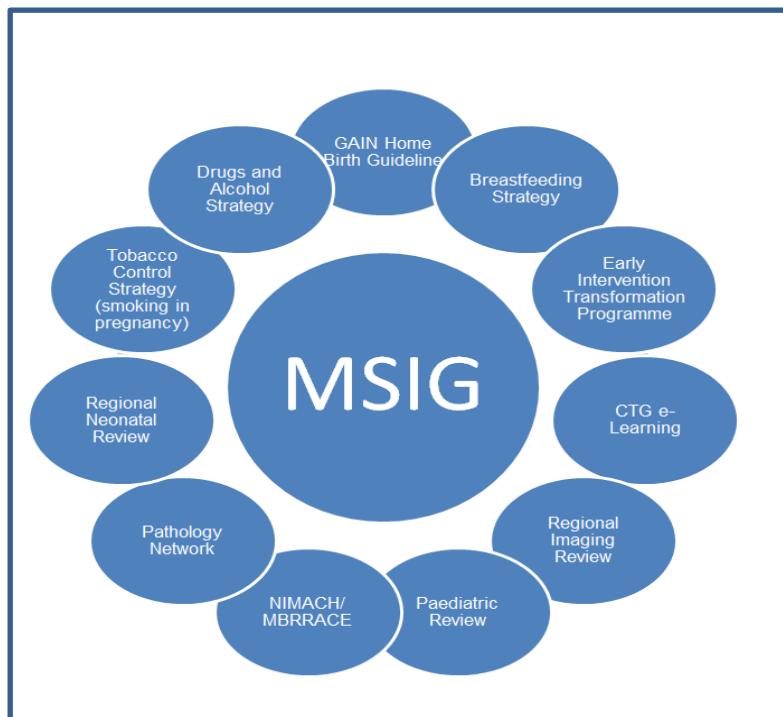 GAIN Home
Birth Guideline
Breastfeeding
Strategy
Early
Intervention
Transformation
Programme
CTG e-
Learning
Regional
Imaging
Review
Paediatric
Review
NIMACH/
MBRRACE
Pathology
Network
Regional
Neonatal
Review
Tobacco
Control
Strategy
(smoking in
pregnancy)
Drugs and
Alcohol
Strategy
MSIG